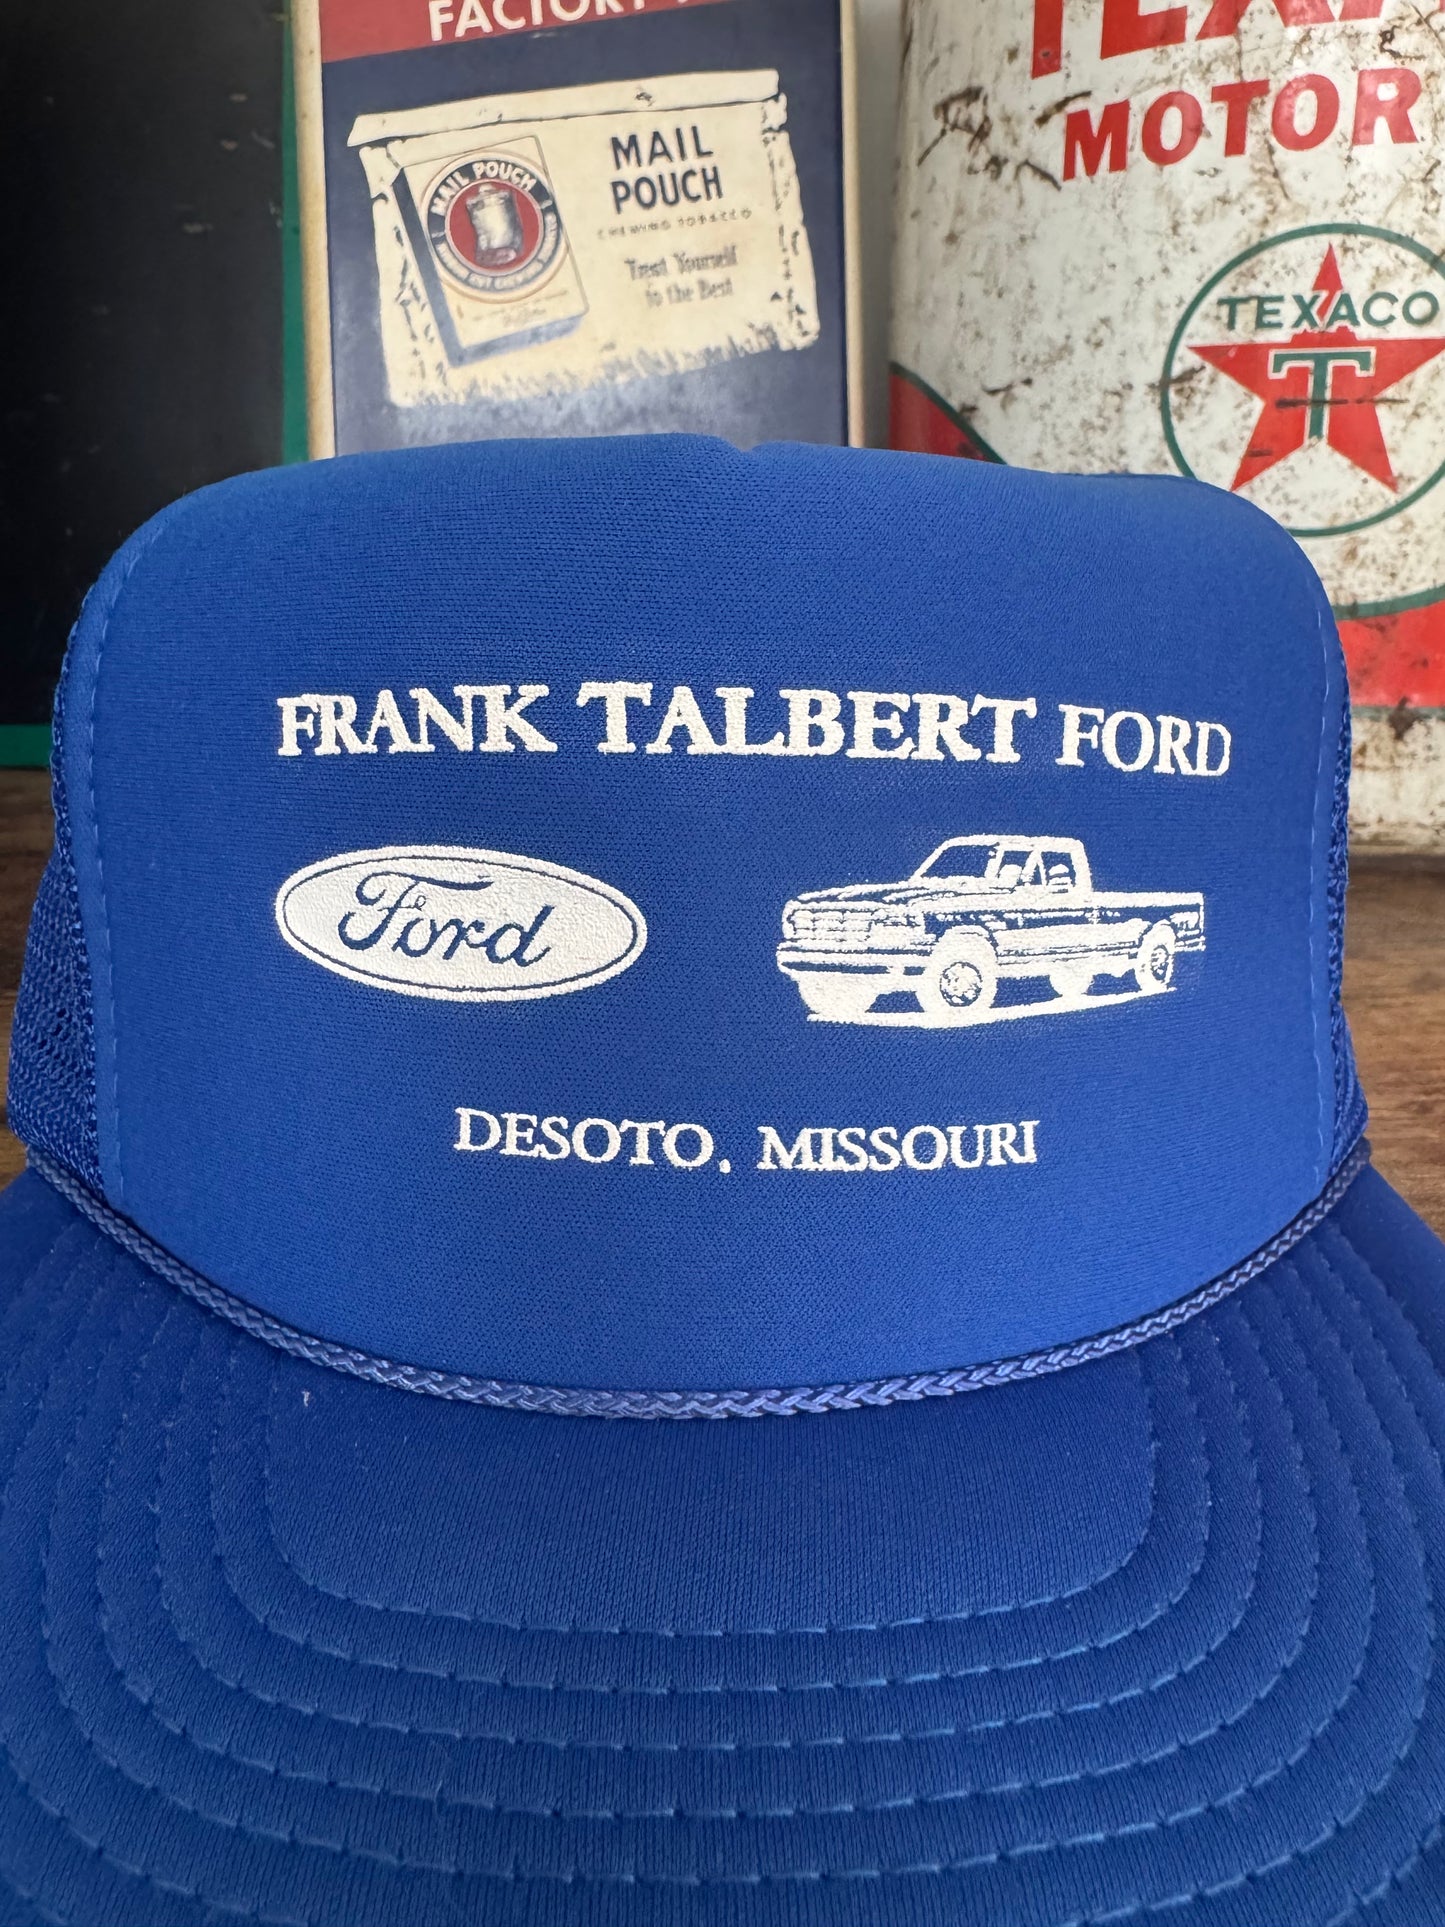 FACTORY
MAIL POUCH
MAIL
POUCH
CHEWING TOBACCO
Treat Yourself
to the Best
MOTOR
TEXACO
T
FRANK TALBERT FORD
Ford
DESOTO, MISSOURI